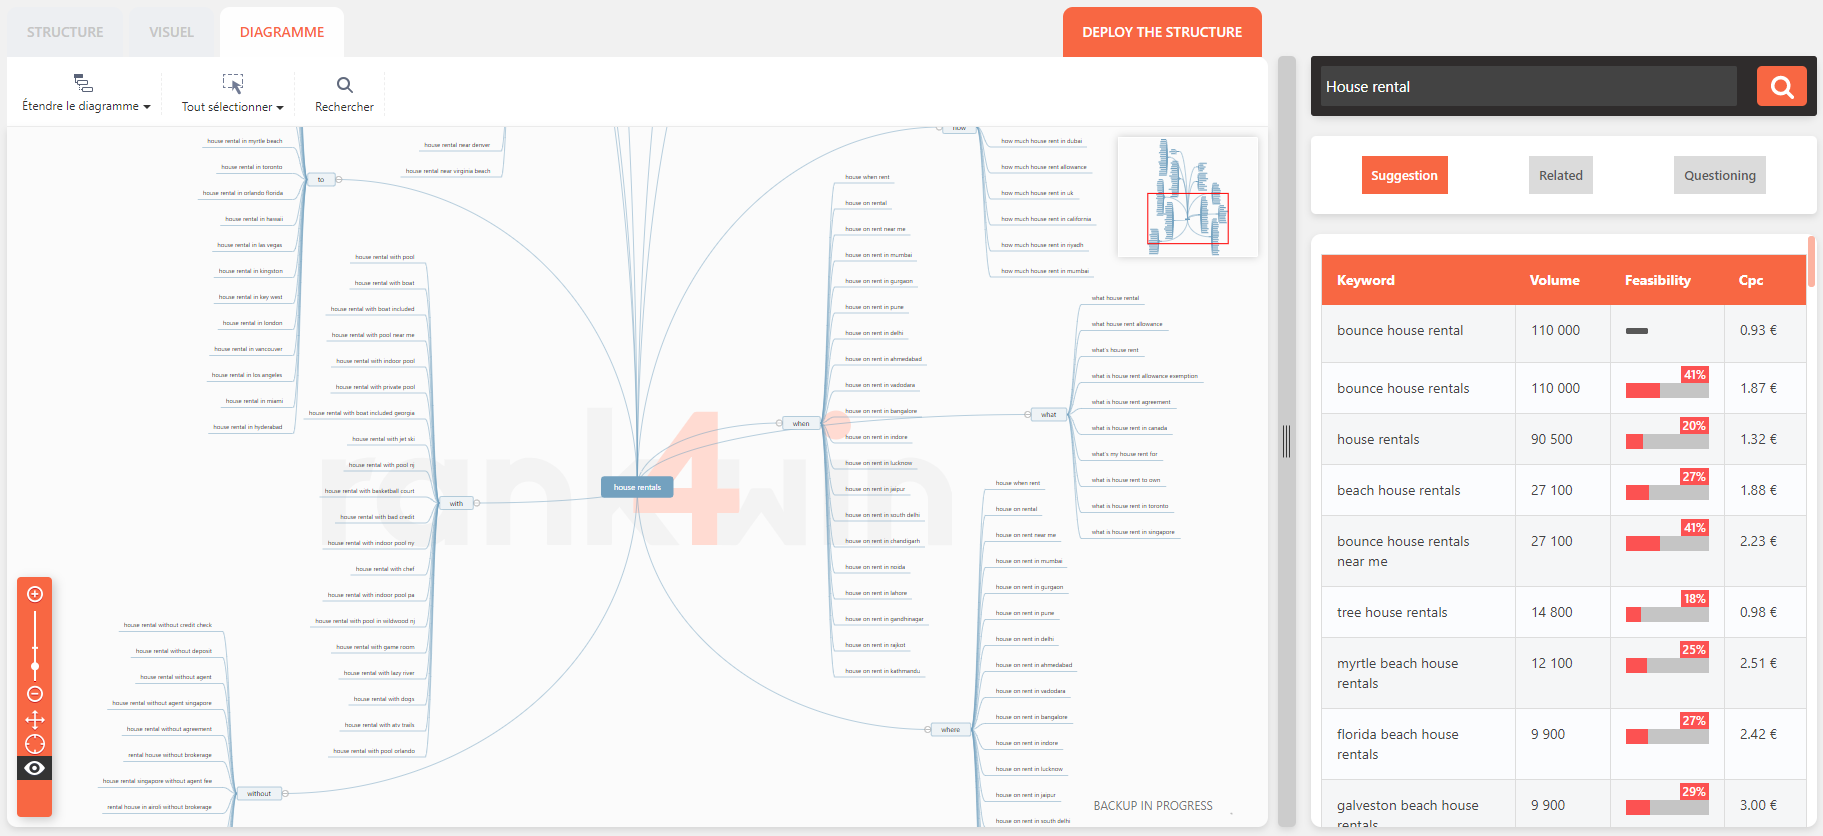 STRUCTURE
VISUEL
DIAGRAMME
DEPLOY THE STRUCTURE
Étendre le diagramme
Tout sélectionner
Rechercher
house rental in myrtle beach
house rental in toronto
house rental in orlando florida
house rental in hawaii
house rental in las vegas
house rental in kingston
house rental in key west
house rental in london
house rental in vancouver
house rental in los angeles
house rental in miami
house rental in hyderabad
to
house rental near denver
house rental near virginia beach
house rental with pool
house rental with boat
house rental with boat included
house rental with pool near me
house rental with indoor pool
house rental with private pool
house rental with boat included georgia
house rental with jet ski
house rental with pool nj
house rental with basketball court
house rental with bad credit
house rental with indoor pool ny
house rental with chef
house rental with indoor pool pa
house rental with pool in wildwood nj
house rental with game room
house rental with lazy river
house rental with dogs
house rental with atv trails
house rental with pool orlando
with
house rental without credit check
house rental without deposit
house rental without agent
house rental without agent singapore
house rental without agreement
rental house without brokerage
house rental singapore without agent fee
rental house in airoli without brokerage
without
rank4win
house rentals
how
how much house rent in dubai
how much house rent allowance
how much house rent in uk
how much house rent in california
how much house rent in riyadh
how much house rent in mumbai
when
house when rent
house on rental
house on rent near me
house on rent in mumbai
house on rent in gurgaon
house on rent in pune
house on rent in delhi
house on rent in ahmedabad
house on rent in vadodara
house on rent in bangalore
house on rent in indore
house on rent in lucknow
house on rent in jaipur
house on rent in south delhi
house on rent in chandigarh
house on rent in noida
house on rent in lahore
house on rent in gandhinagar
house on rent in rajkot
house on rent in kathmandu
what
what house rental
what house rent allowance
what's house rent
what is house rent allowance exemption
what is house rent agreement
what is house rent in canada
what's my house rent for
what is house rent to own
what is house rent in toronto
what is house rent in singapore
where
house when rent
house on rental
house on rent near me
house on rent in mumbai
house on rent in gurgaon
house on rent in pune
house on rent in delhi
house on rent in ahmedabad
house on rent in vadodara
house on rent in bangalore
house on rent in indore
house on rent in lucknow
house on rent in jaipur
house on rent in south delhi
BACKUP IN PROGRESS
House rental
Suggestion
Related
Questioning
Keyword Volume Feasibility Cpc
bounce house rental 110 000 0.93 €
bounce house rentals 110 000 41% 1.87 €
house rentals 90 500 20% 1.32 €
beach house rentals 27 100 27% 1.88 €
bounce house rentals 27 100 41% 2.23 €
near me
tree house rentals 14 800 18% 0.98 €
myrtle beach house 12 100 25% 2.51 €
rentals
florida beach house 9 900 27% 2.42 €
rentals
galveston beach house 9 900 29% 3.00 €
rentals